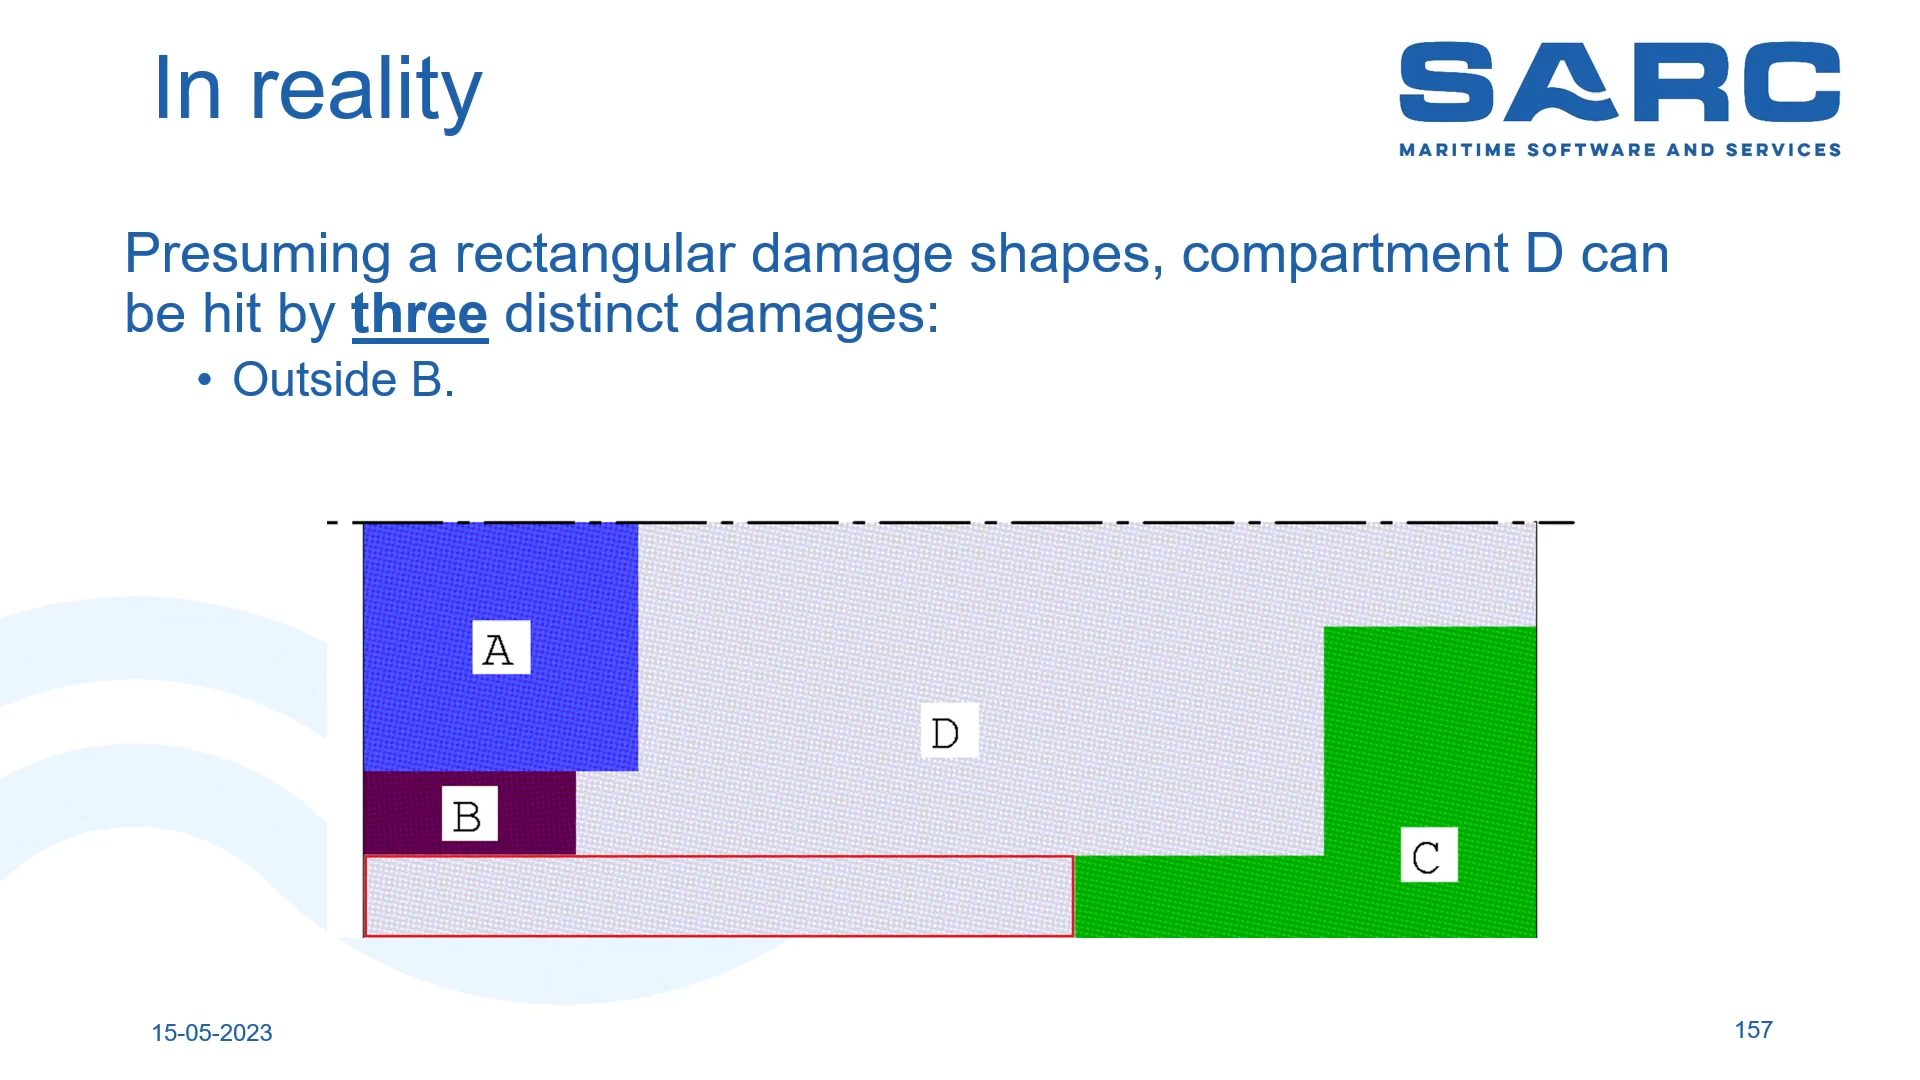 In reality
SARC
MARITIME SOFTWARE AND SERVICES
Presuming a rectangular damage shapes, compartment D can
be hit by three distinct damages:
• Outside B.
A
D
B
C
15-05-2023
157